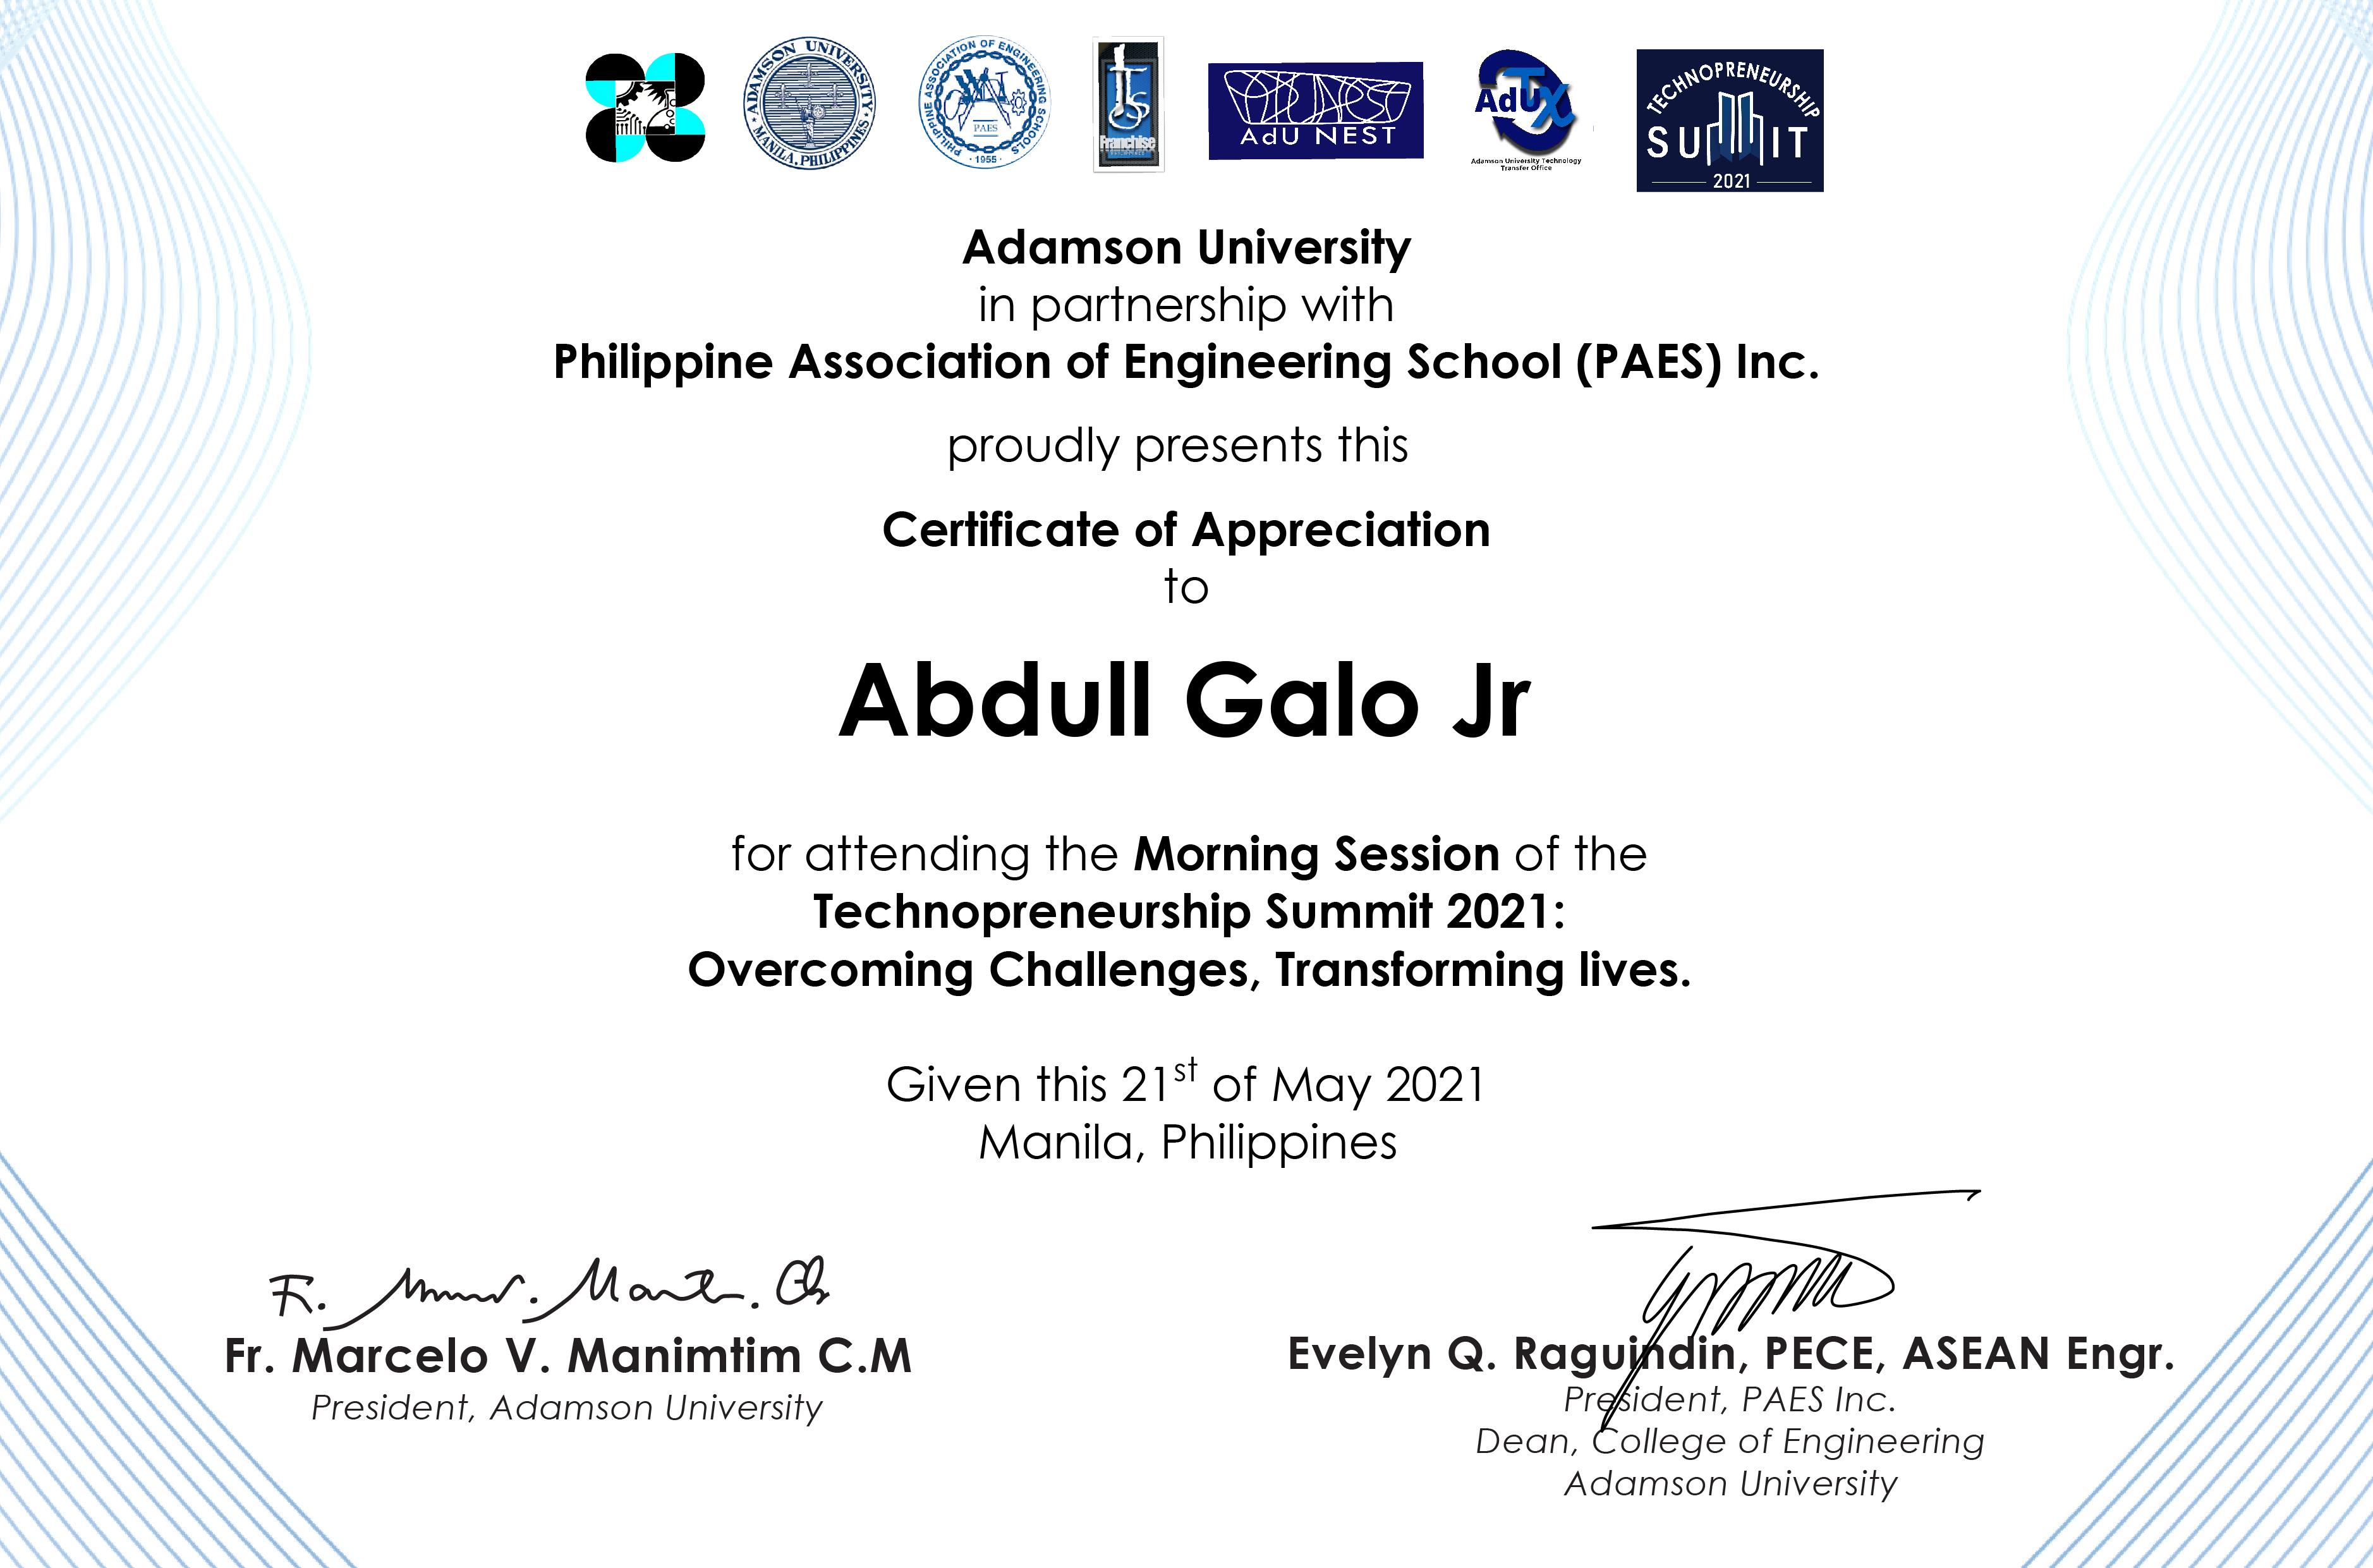 ADAMSON UNIVERSITY
MANILA, PHILIPPINES
PHILIPPINE ASSOCIATION OF ENGINEERING SCHOOLS
PAES
1955
Franchise
AdU NEST
AdUTX
Adamson University Technology
Transfer Office
TECHNOPRENEURSHIP
SUMMIT
2021
Adamson University
in partnership with
Philippine Association of Engineering School (PAES) Inc.
proudly presents this
Certificate of Appreciation
to
Abdull Galo Jr
for attending the Morning Session of the
Technopreneurship Summit 2021:
Overcoming Challenges, Transforming lives.
Given this 21st of May 2021
Manila, Philippines
Fr. Marcelo V. Manimtim C.M
President, Adamson University
Evelyn Q. Raguindin, PECE, ASEAN Engr.
President, PAES Inc.
Dean, College of Engineering
Adamson University